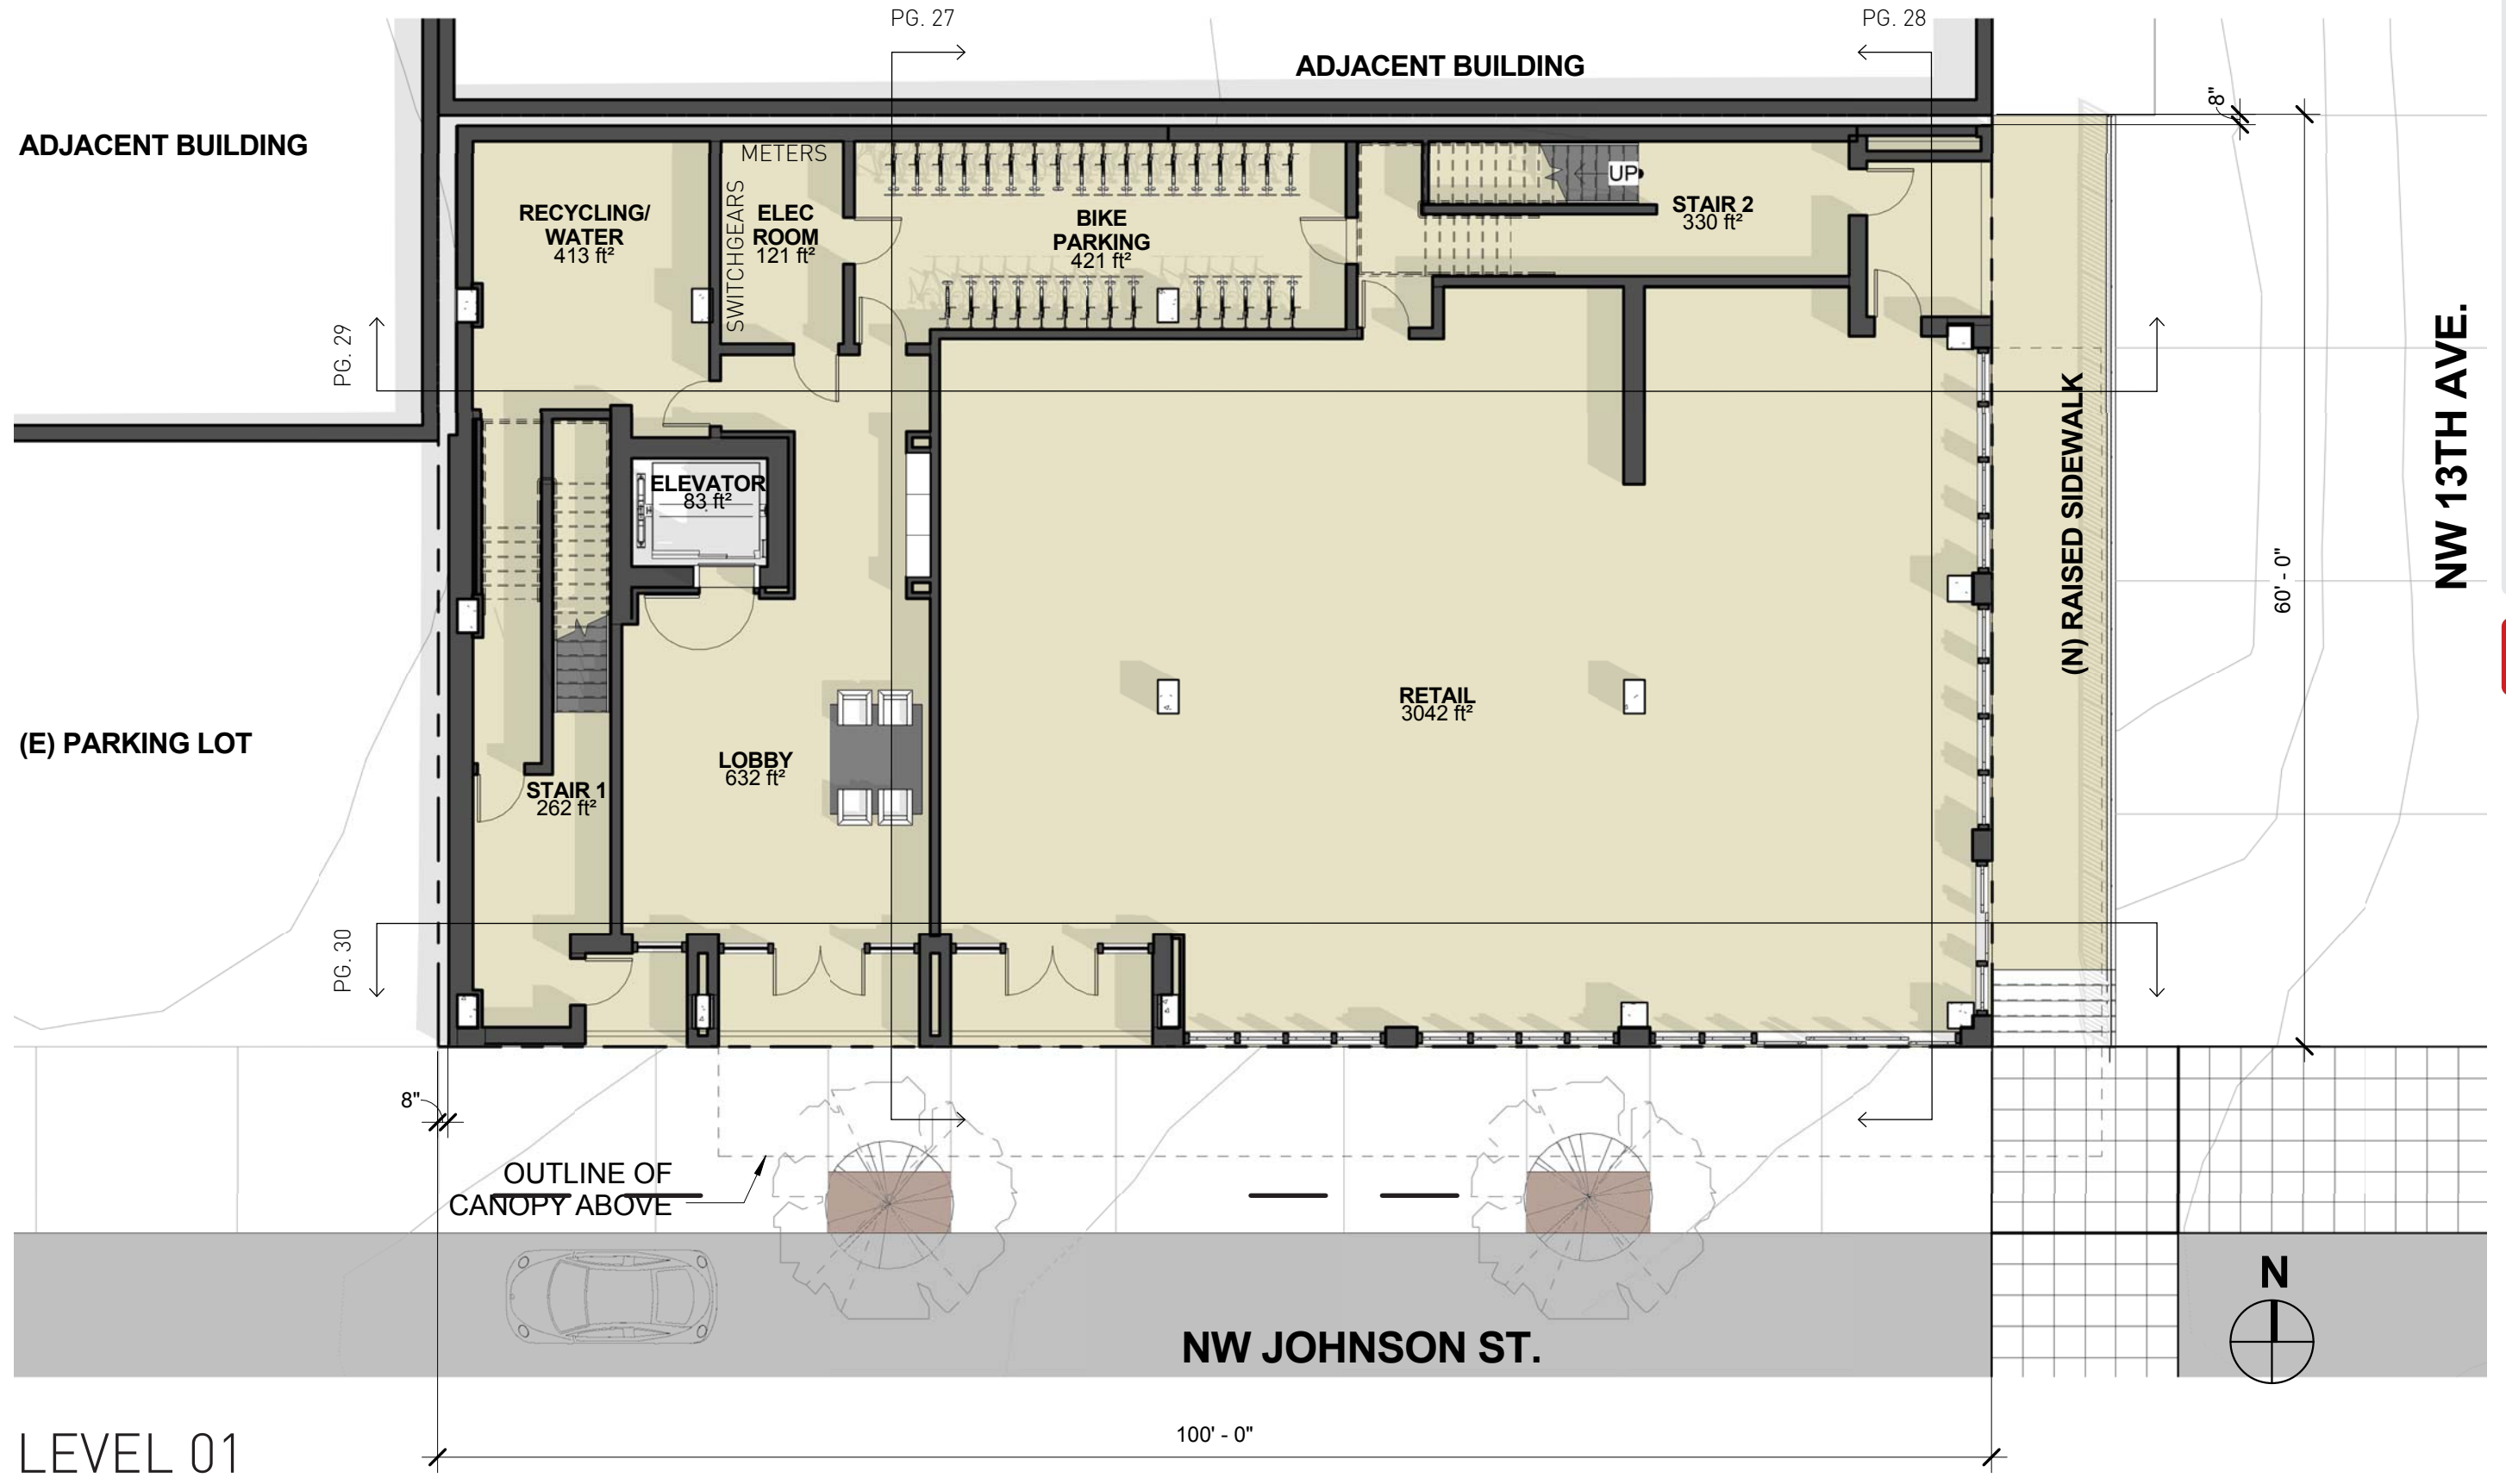 PG. 27
PG. 28
ADJACENT BUILDING
8"
ADJACENT BUILDING
METERS
SWITCHGEARS
RECYCLING/
WATER
413 ft²
ELEC
ROOM
121 ft²
BIKE
PARKING
421 ft²
UP
STAIR 2
330 ft²
PG. 29
NW 13TH AVE.
(N) RAISED SIDEWALK
ELEVATOR
83 ft²
60' - 0"
RETAIL
3042 ft²
(E) PARKING LOT
LOBBY
632 ft²
STAIR 1
262 ft²
PG. 30
8"
OUTLINE OF
CANOPY ABOVE
N
NW JOHNSON ST.
100' - 0"
LEVEL 01